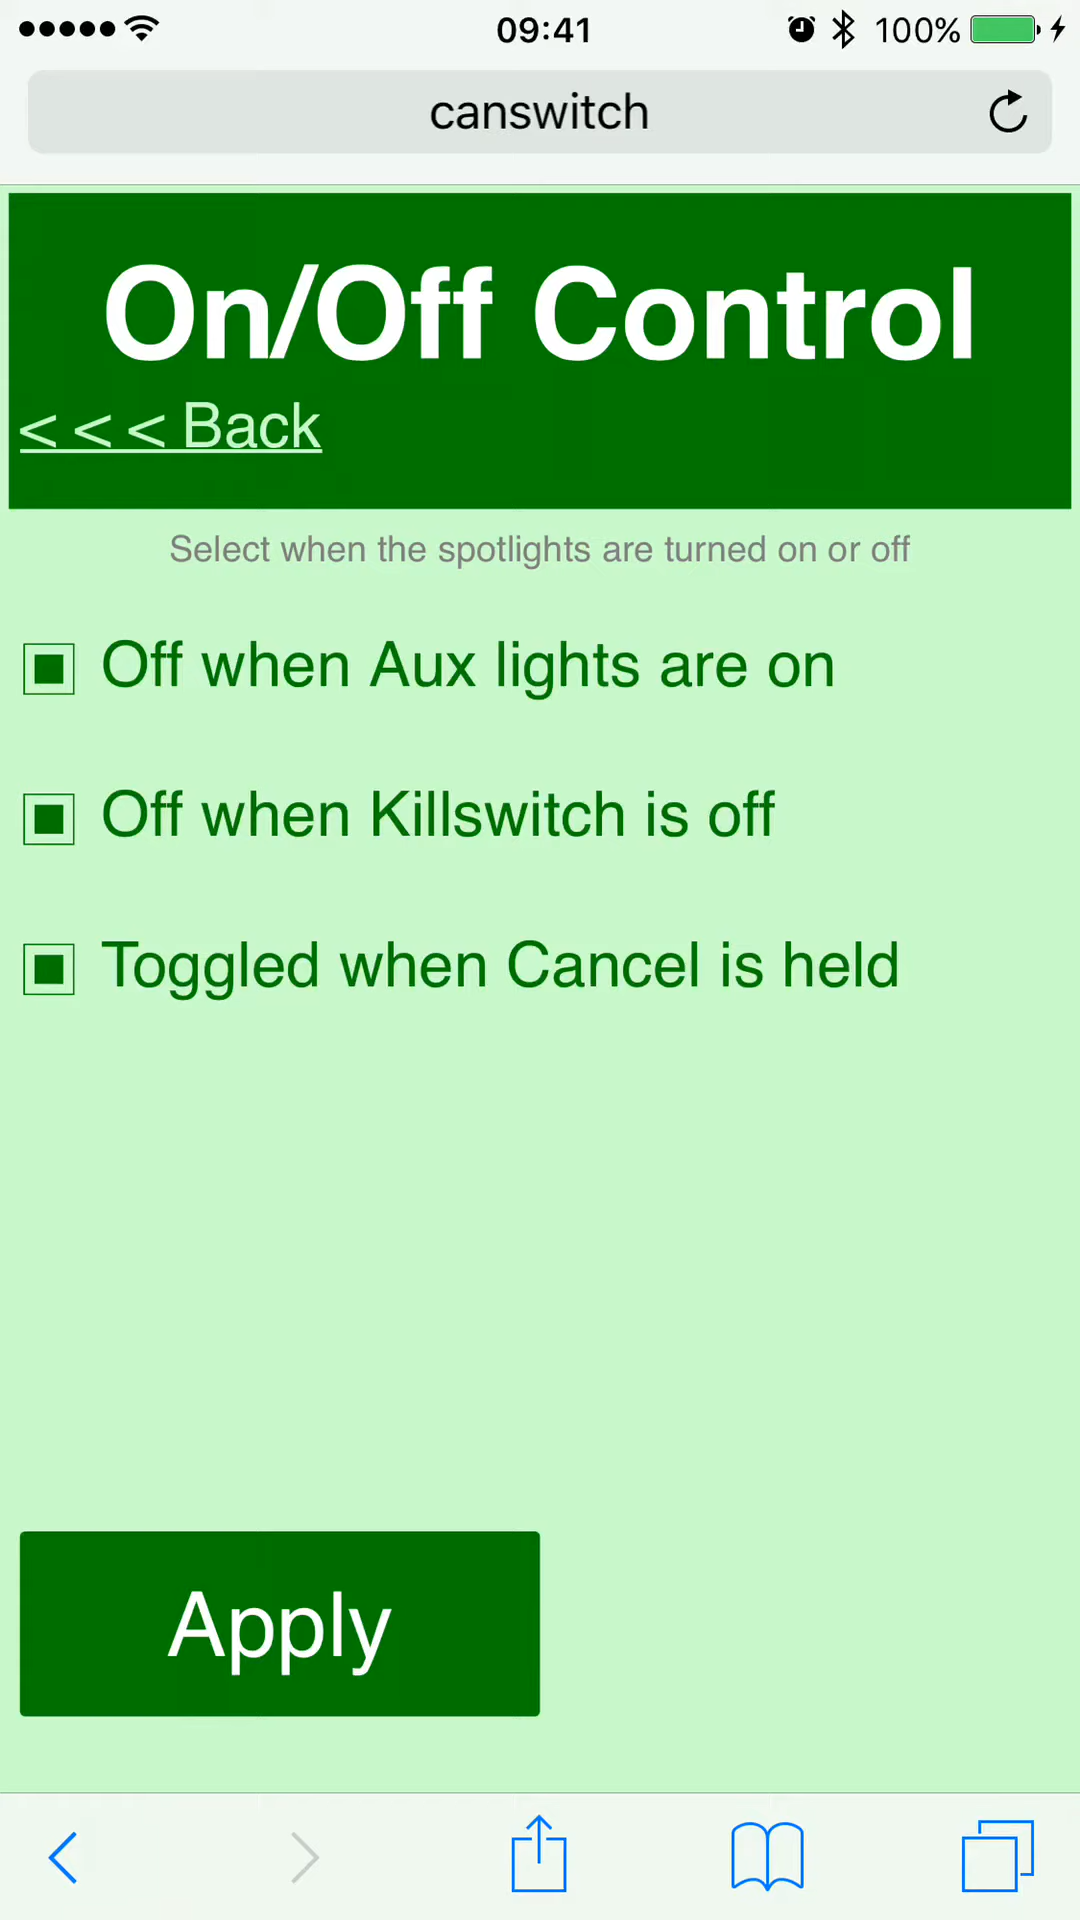 09:41
100%
canswitch
On/Off Control
< < < Back
Select when the spotlights are turned on or off
Off when Aux lights are on
Off when Killswitch is off
Toggled when Cancel is held
Apply